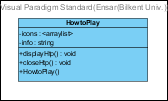 Visual Paradigm Standard(Ensar(Bilkent Univ.)
HowtoPlay
-icons : <arraylist>
-info : string
+displayHtp() : void
+closeHtp() : void
+HowtoPlay()